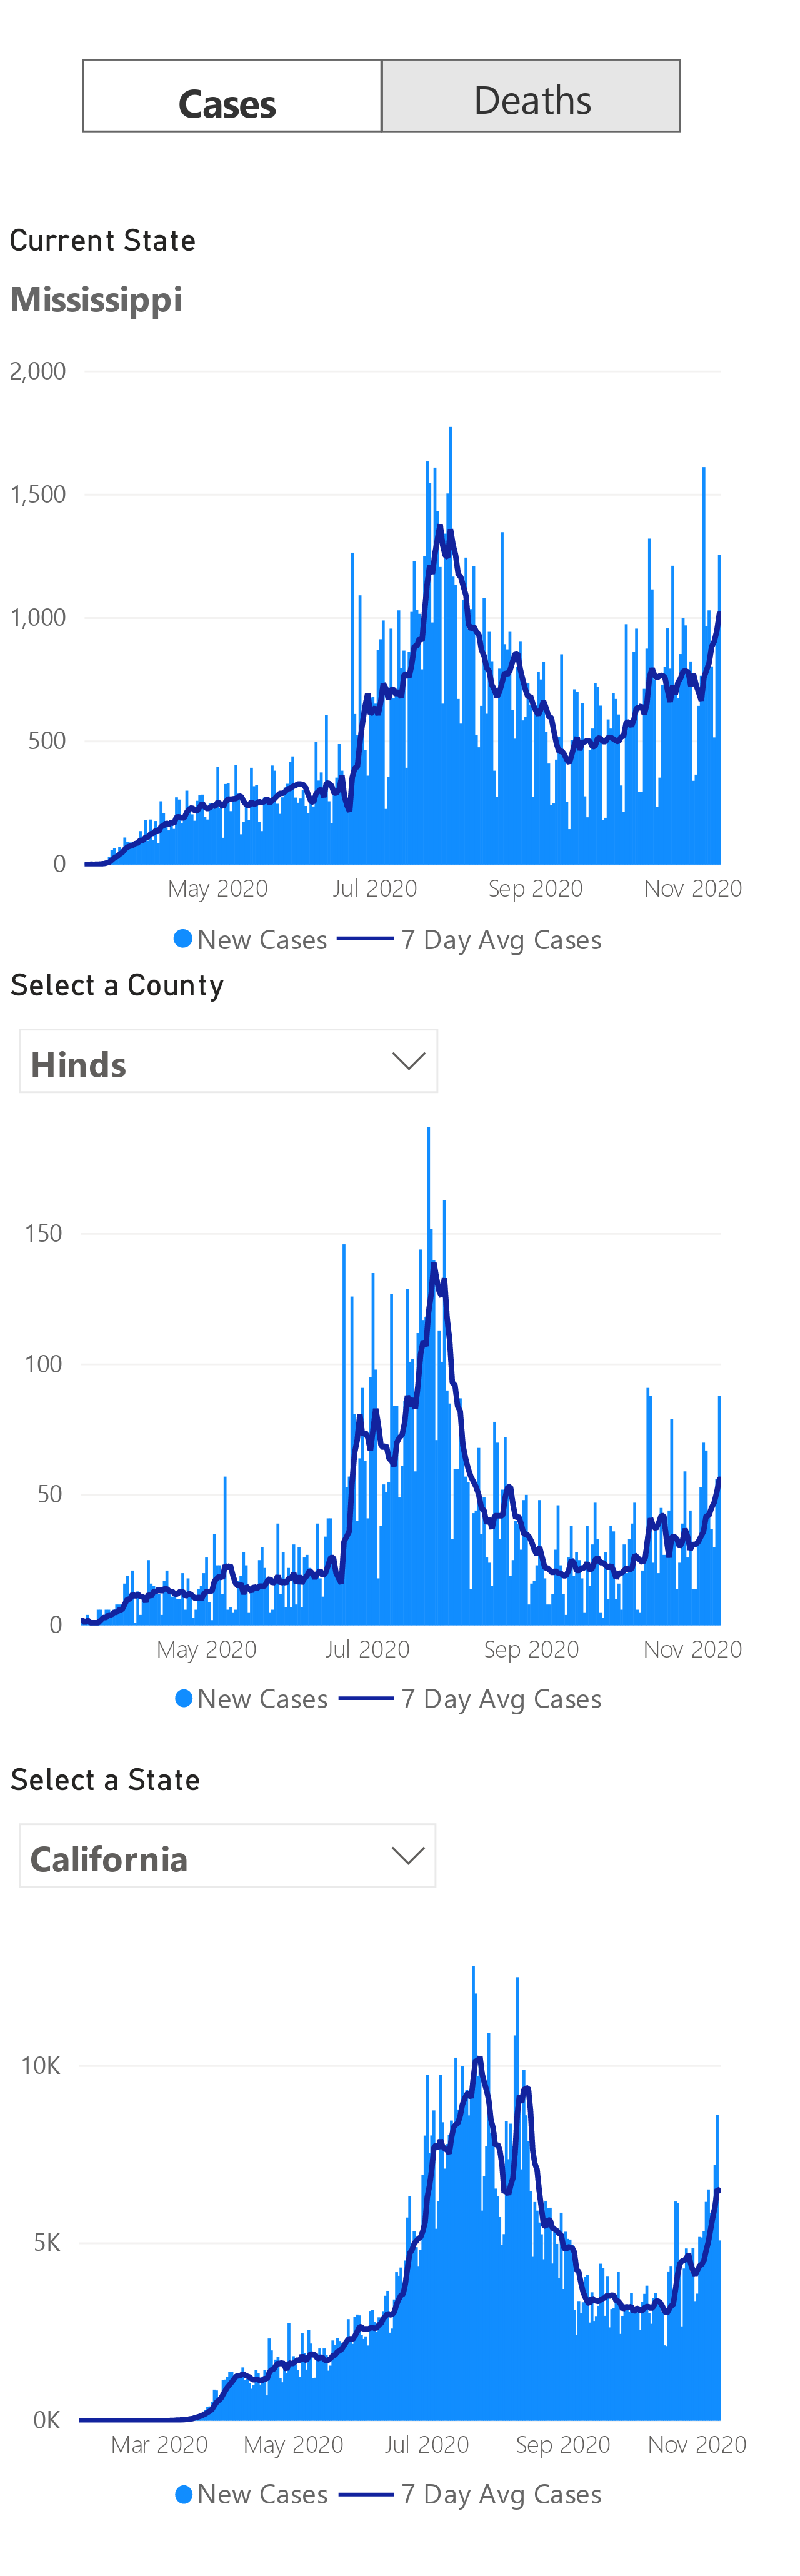 Cases Deaths
Current State
Mississippi
2,000
1,500
1,000
500
0
May 2020 Jul 2020 Sep 2020 Nov 2020
New Cases 7 Day Avg Cases
Select a County
Hinds
150
100
50
0
May 2020 Jul 2020 Sep 2020 Nov 2020
New Cases 7 Day Avg Cases
Select a State
California
10K
5K
0K
Mar 2020 May 2020 Jul 2020 Sep 2020 Nov 2020
New Cases 7 Day Avg Cases